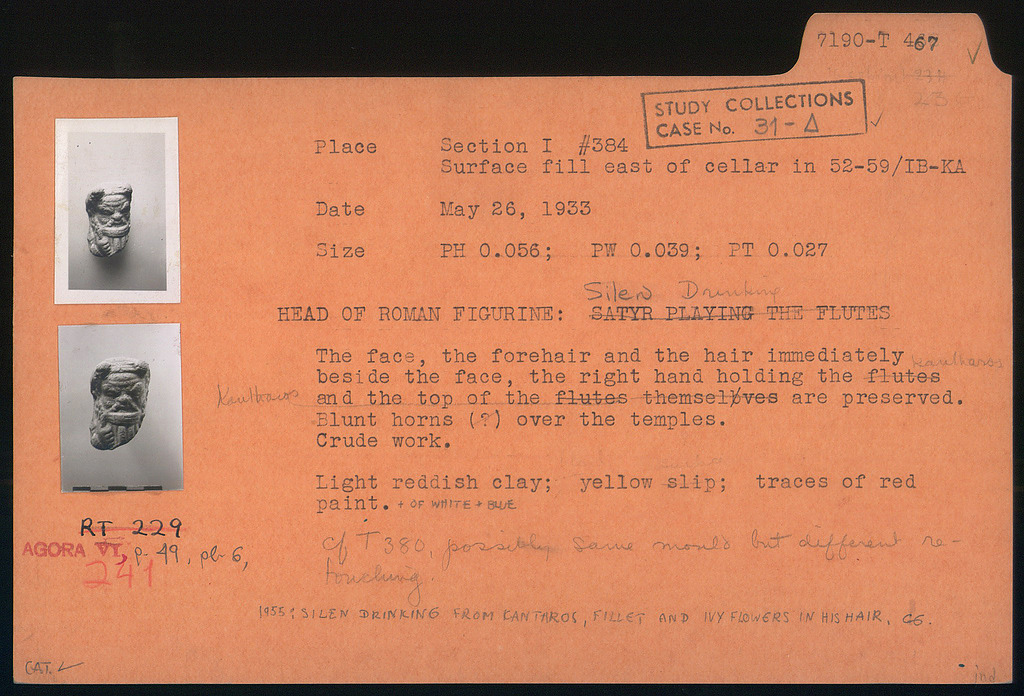 7190-T 467 ✓
23
STUDY COLLECTIONS
CASE No. 31-Δ ✓
Place Section I #384
Surface fill east of cellar in 52-59/IB-KA
Date May 26, 1933
Size PH 0.056; PW 0.039; PT 0.027
Silen Drinking
HEAD OF ROMAN FIGURINE: SATYR PLAYING THE FLUTES
The face, the forehair and the hair immediately
Kantharos
beside the face, the right hand holding the flutes
Kantharos
and the top of the flutes themselves are preserved.
Blunt horns (?) over the temples.
Crude work.
Light reddish clay; yellow slip; traces of red
paint. + OF WHITE + BLUE
RT 229
AGORA VI, p. 49, pl. 6,
241
cf T 380, possibly same mould but different re-
touching.
1955: SILEN DRINKING FROM KANTAROS, FILLET AND IVY FLOWERS IN HIS HAIR, CG.
CAT. ✓
ind